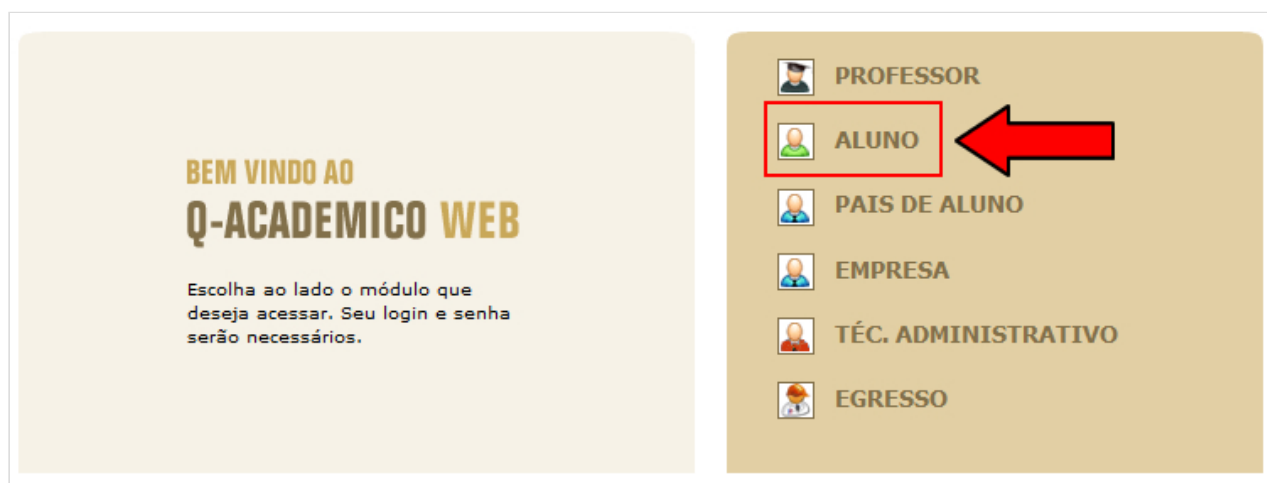 BEM VINDO AO
Q-ACADEMICO WEB
Escolha ao lado o módulo que
deseja acessar. Seu login e senha
serão necessários.
PROFESSOR
ALUNO
PAIS DE ALUNO
EMPRESA
TÉC. ADMINISTRATIVO
EGRESSO